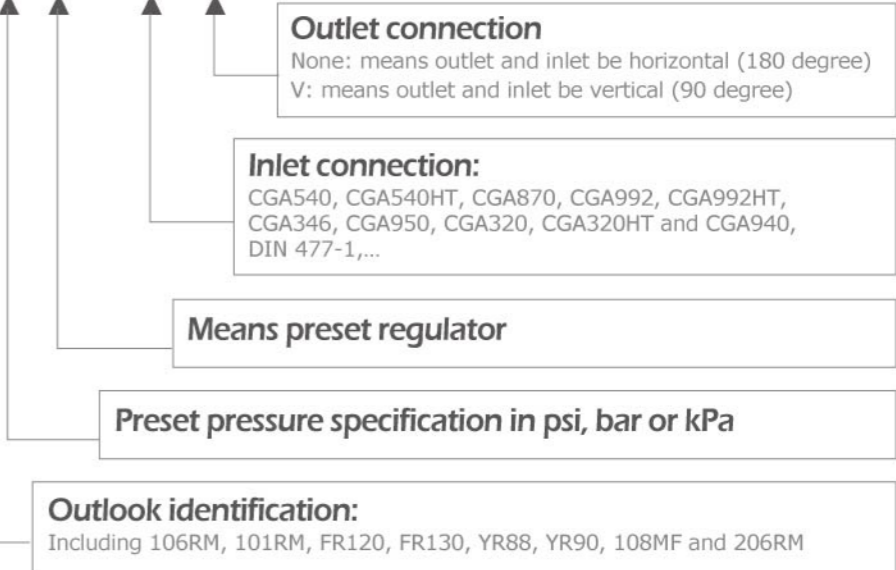 Outlet connection
None: means outlet and inlet be horizontal (180 degree)
V: means outlet and inlet be vertical (90 degree)
Inlet connection:
CGA540, CGA540HT, CGA870, CGA992, CGA992HT,
CGA346, CGA950, CGA320, CGA320HT and CGA940,
DIN 477-1,...
Means preset regulator
Preset pressure specification in psi, bar or kPa
Outlook identification:
Including 106RM, 101RM, FR120, FR130, YR88, YR90, 108MF and 206RM